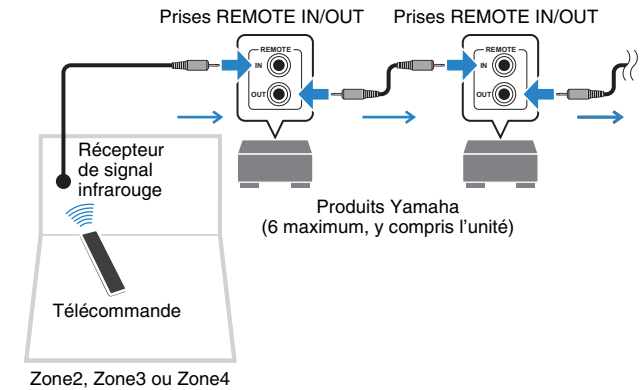 Prises REMOTE IN/OUT
Prises REMOTE IN/OUT
REMOTE
IN
OUT
REMOTE
IN
OUT
Récepteur
de signal
infrarouge
Produits Yamaha
(6 maximum, y compris l’unité)
Télécommande
Zone2, Zone3 ou Zone4